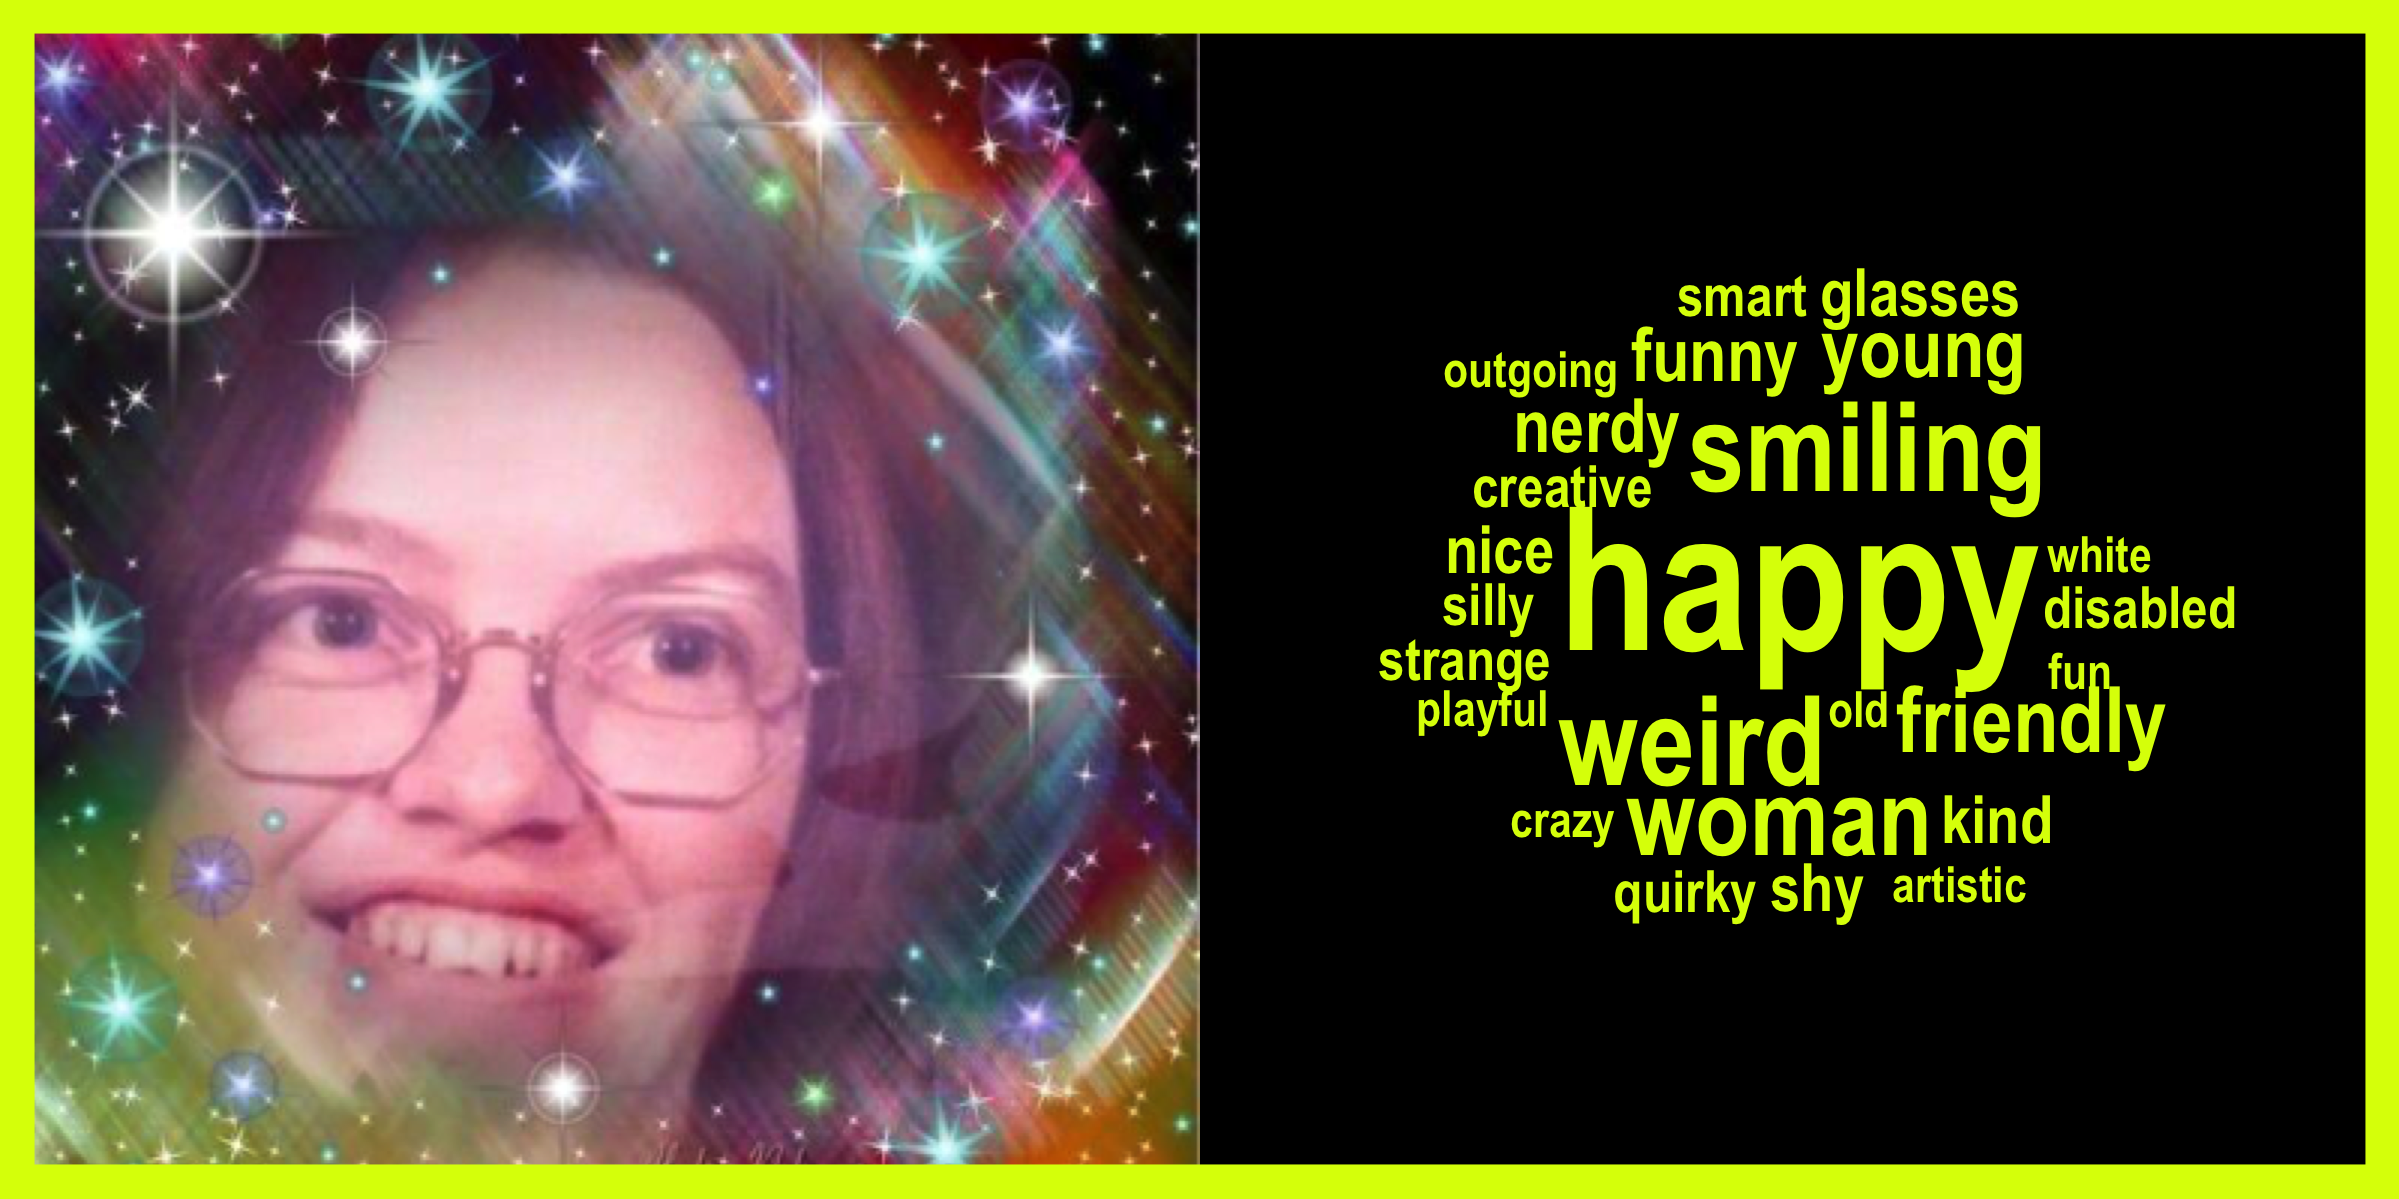 smart glasses
outgoing funny young
nerdy smiling
creative
nice happy white
silly disabled
strange fun
playful weird old friendly
crazy woman kind
quirky shy artistic